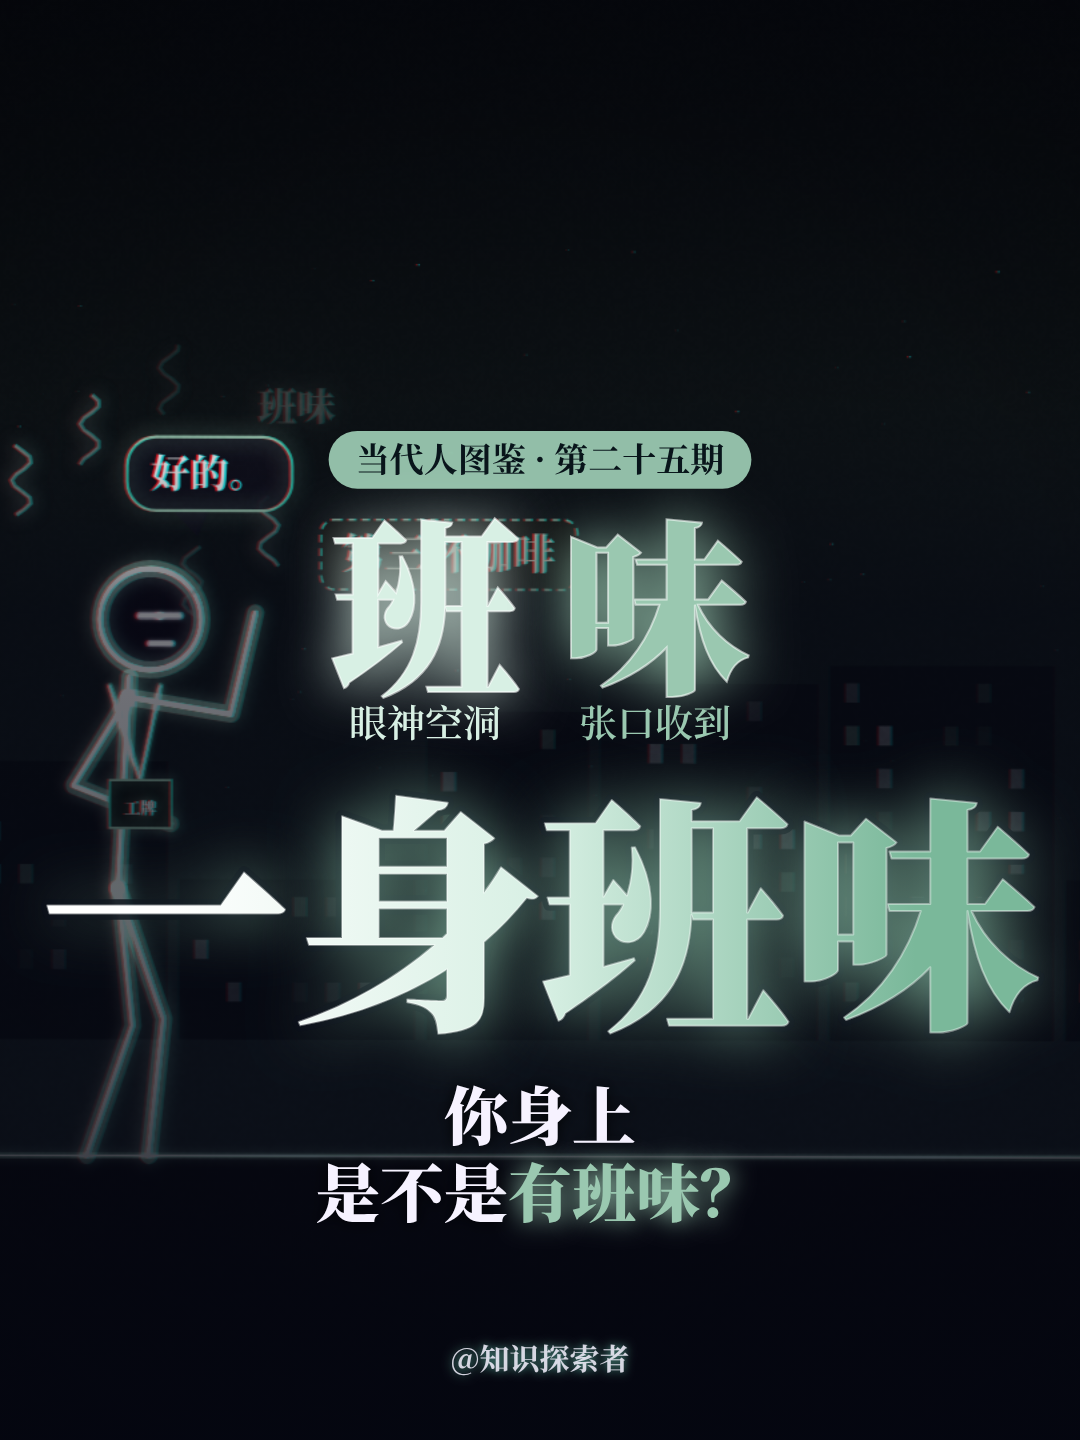 班味
当代人图鉴 · 第二十五期
好的。
咖啡
班味
眼神空洞 张口收到
工牌
一身班味
你身上
是不是有班味?
@知识探索者